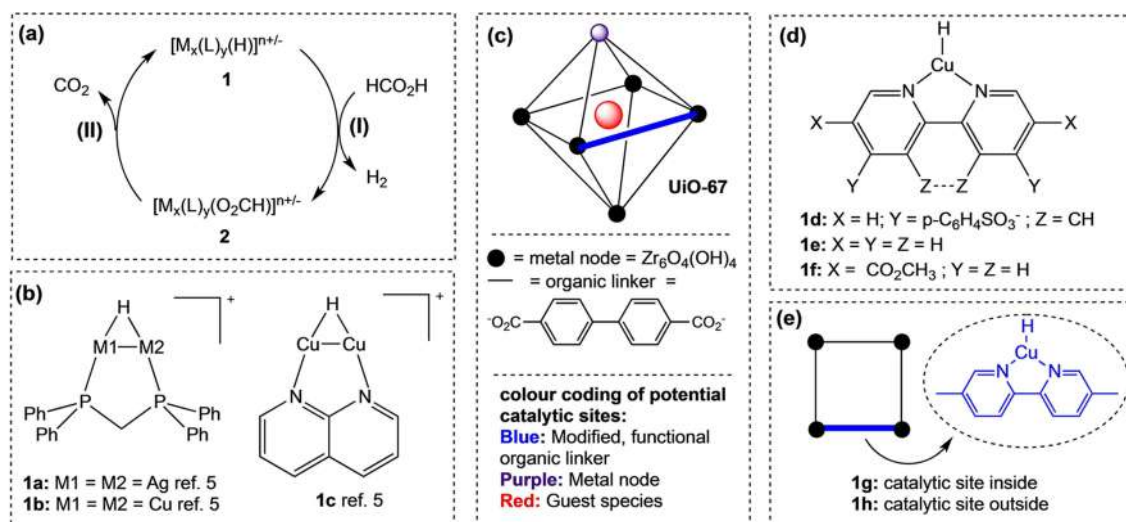 (a)
[Mₓ(L)ᵧ(H)]ⁿ⁺/⁻
1
CO₂
HCO₂H
(II)
(I)
H₂
[Mₓ(L)ᵧ(O₂CH)]ⁿ⁺/⁻
2
(b)
H
M1
M2
P
P
Ph
Ph
Ph
Ph
+
1a: M1 = M2 = Ag ref. 5
1b: M1 = M2 = Cu ref. 5
H
Cu
Cu
N
N
+
1c ref. 5
(c)
UiO-67
= metal node = Zr₆O₄(OH)₄
= organic linker =
⁻O₂C
CO₂⁻
colour coding of potential
catalytic sites:
Blue: Modified, functional
organic linker
Purple: Metal node
Red: Guest species
(d)
H
Cu
N
N
X
X
Y
Z---Z
Y
1d: X = H; Y = p-C₆H₄SO₃⁻ ; Z = CH
1e: X = Y = Z = H
1f: X = CO₂CH₃ ; Y = Z = H
(e)
H
Cu
N
N
1g: catalytic site inside
1h: catalytic site outside